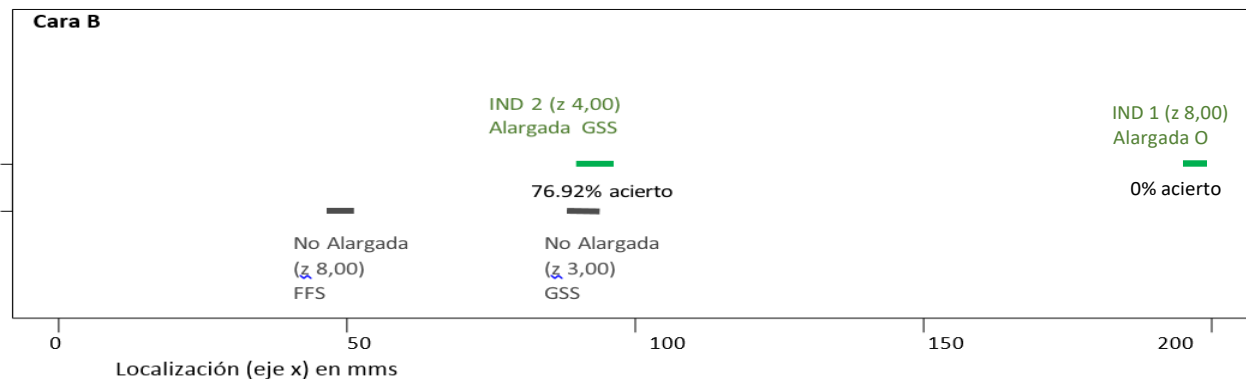 Cara B
IND 2 (z 4,00)
Alargada GSS
IND 1 (z 8,00)
Alargada O
76.92% acierto
0% acierto
No Alargada
(z 8,00)
FFS
No Alargada
(z 3,00)
GSS
0 50 100 150 200
Localización (eje x) en mms